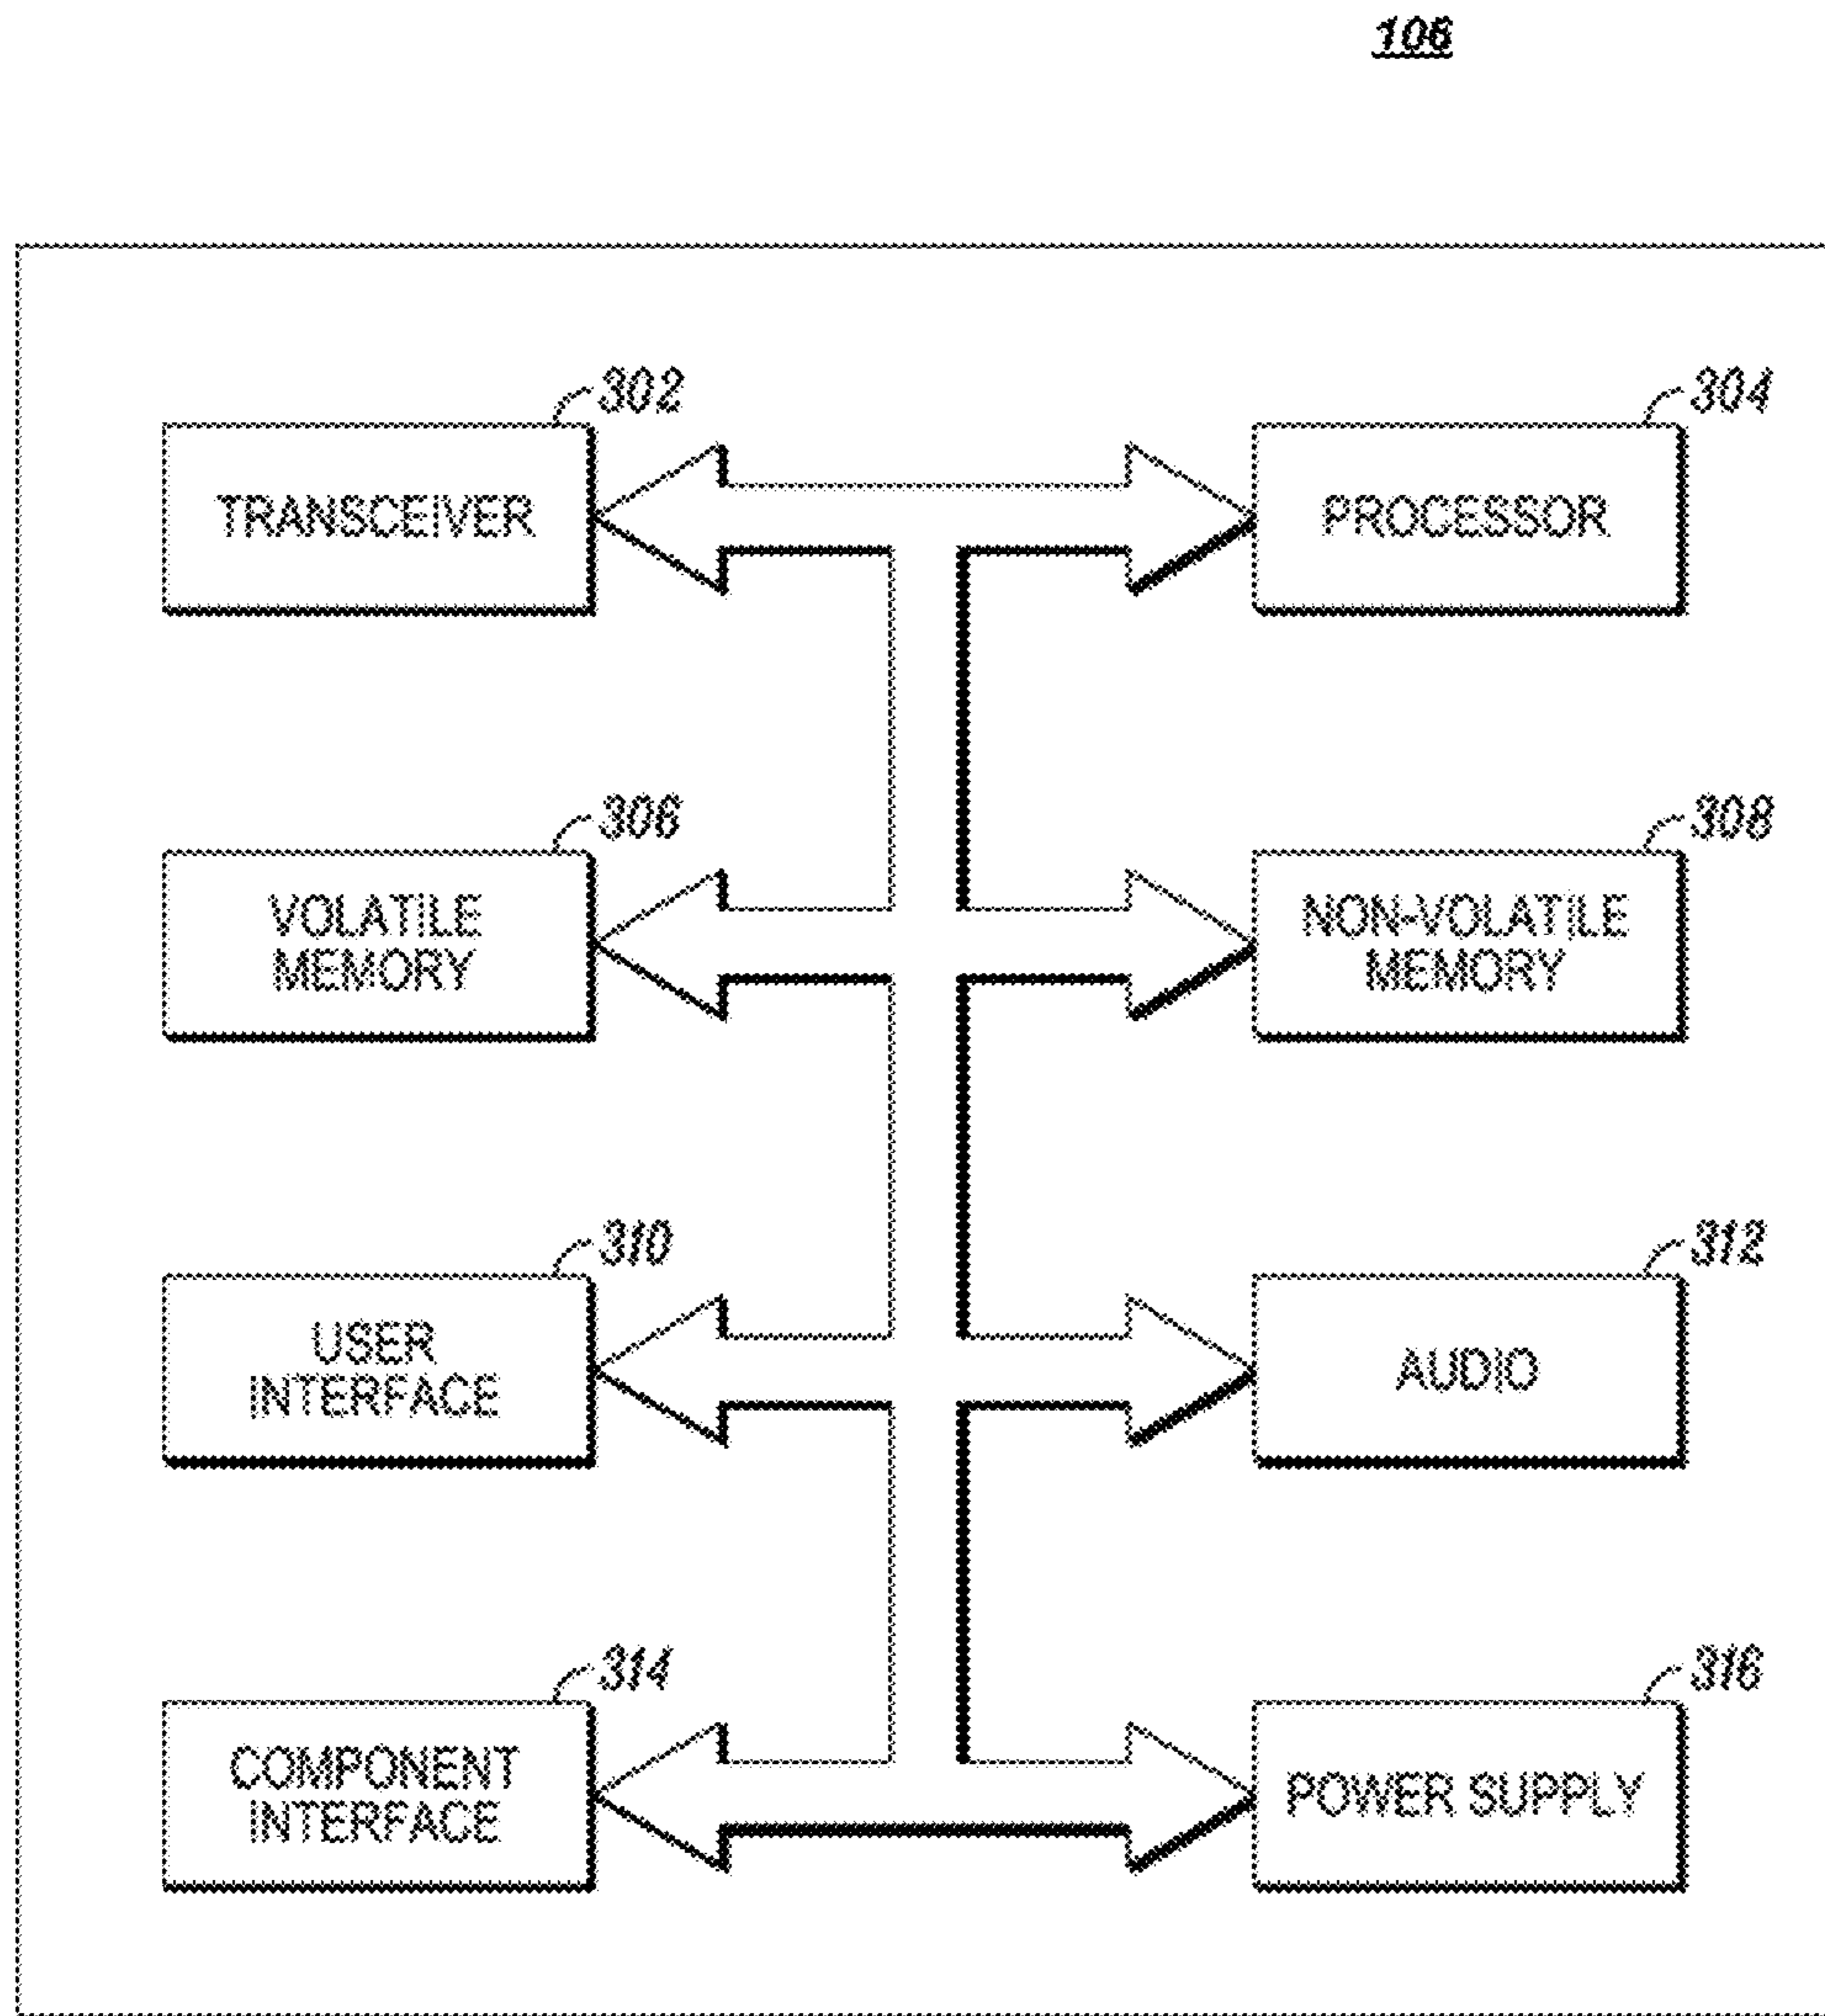 106
302
304
TRANSCEIVER
PROCESSOR
306
308
VOLATILE
MEMORY
NON-VOLATILE
MEMORY
310
312
USER
INTERFACE
AUDIO
314
316
COMPONENT
INTERFACE
POWER SUPPLY